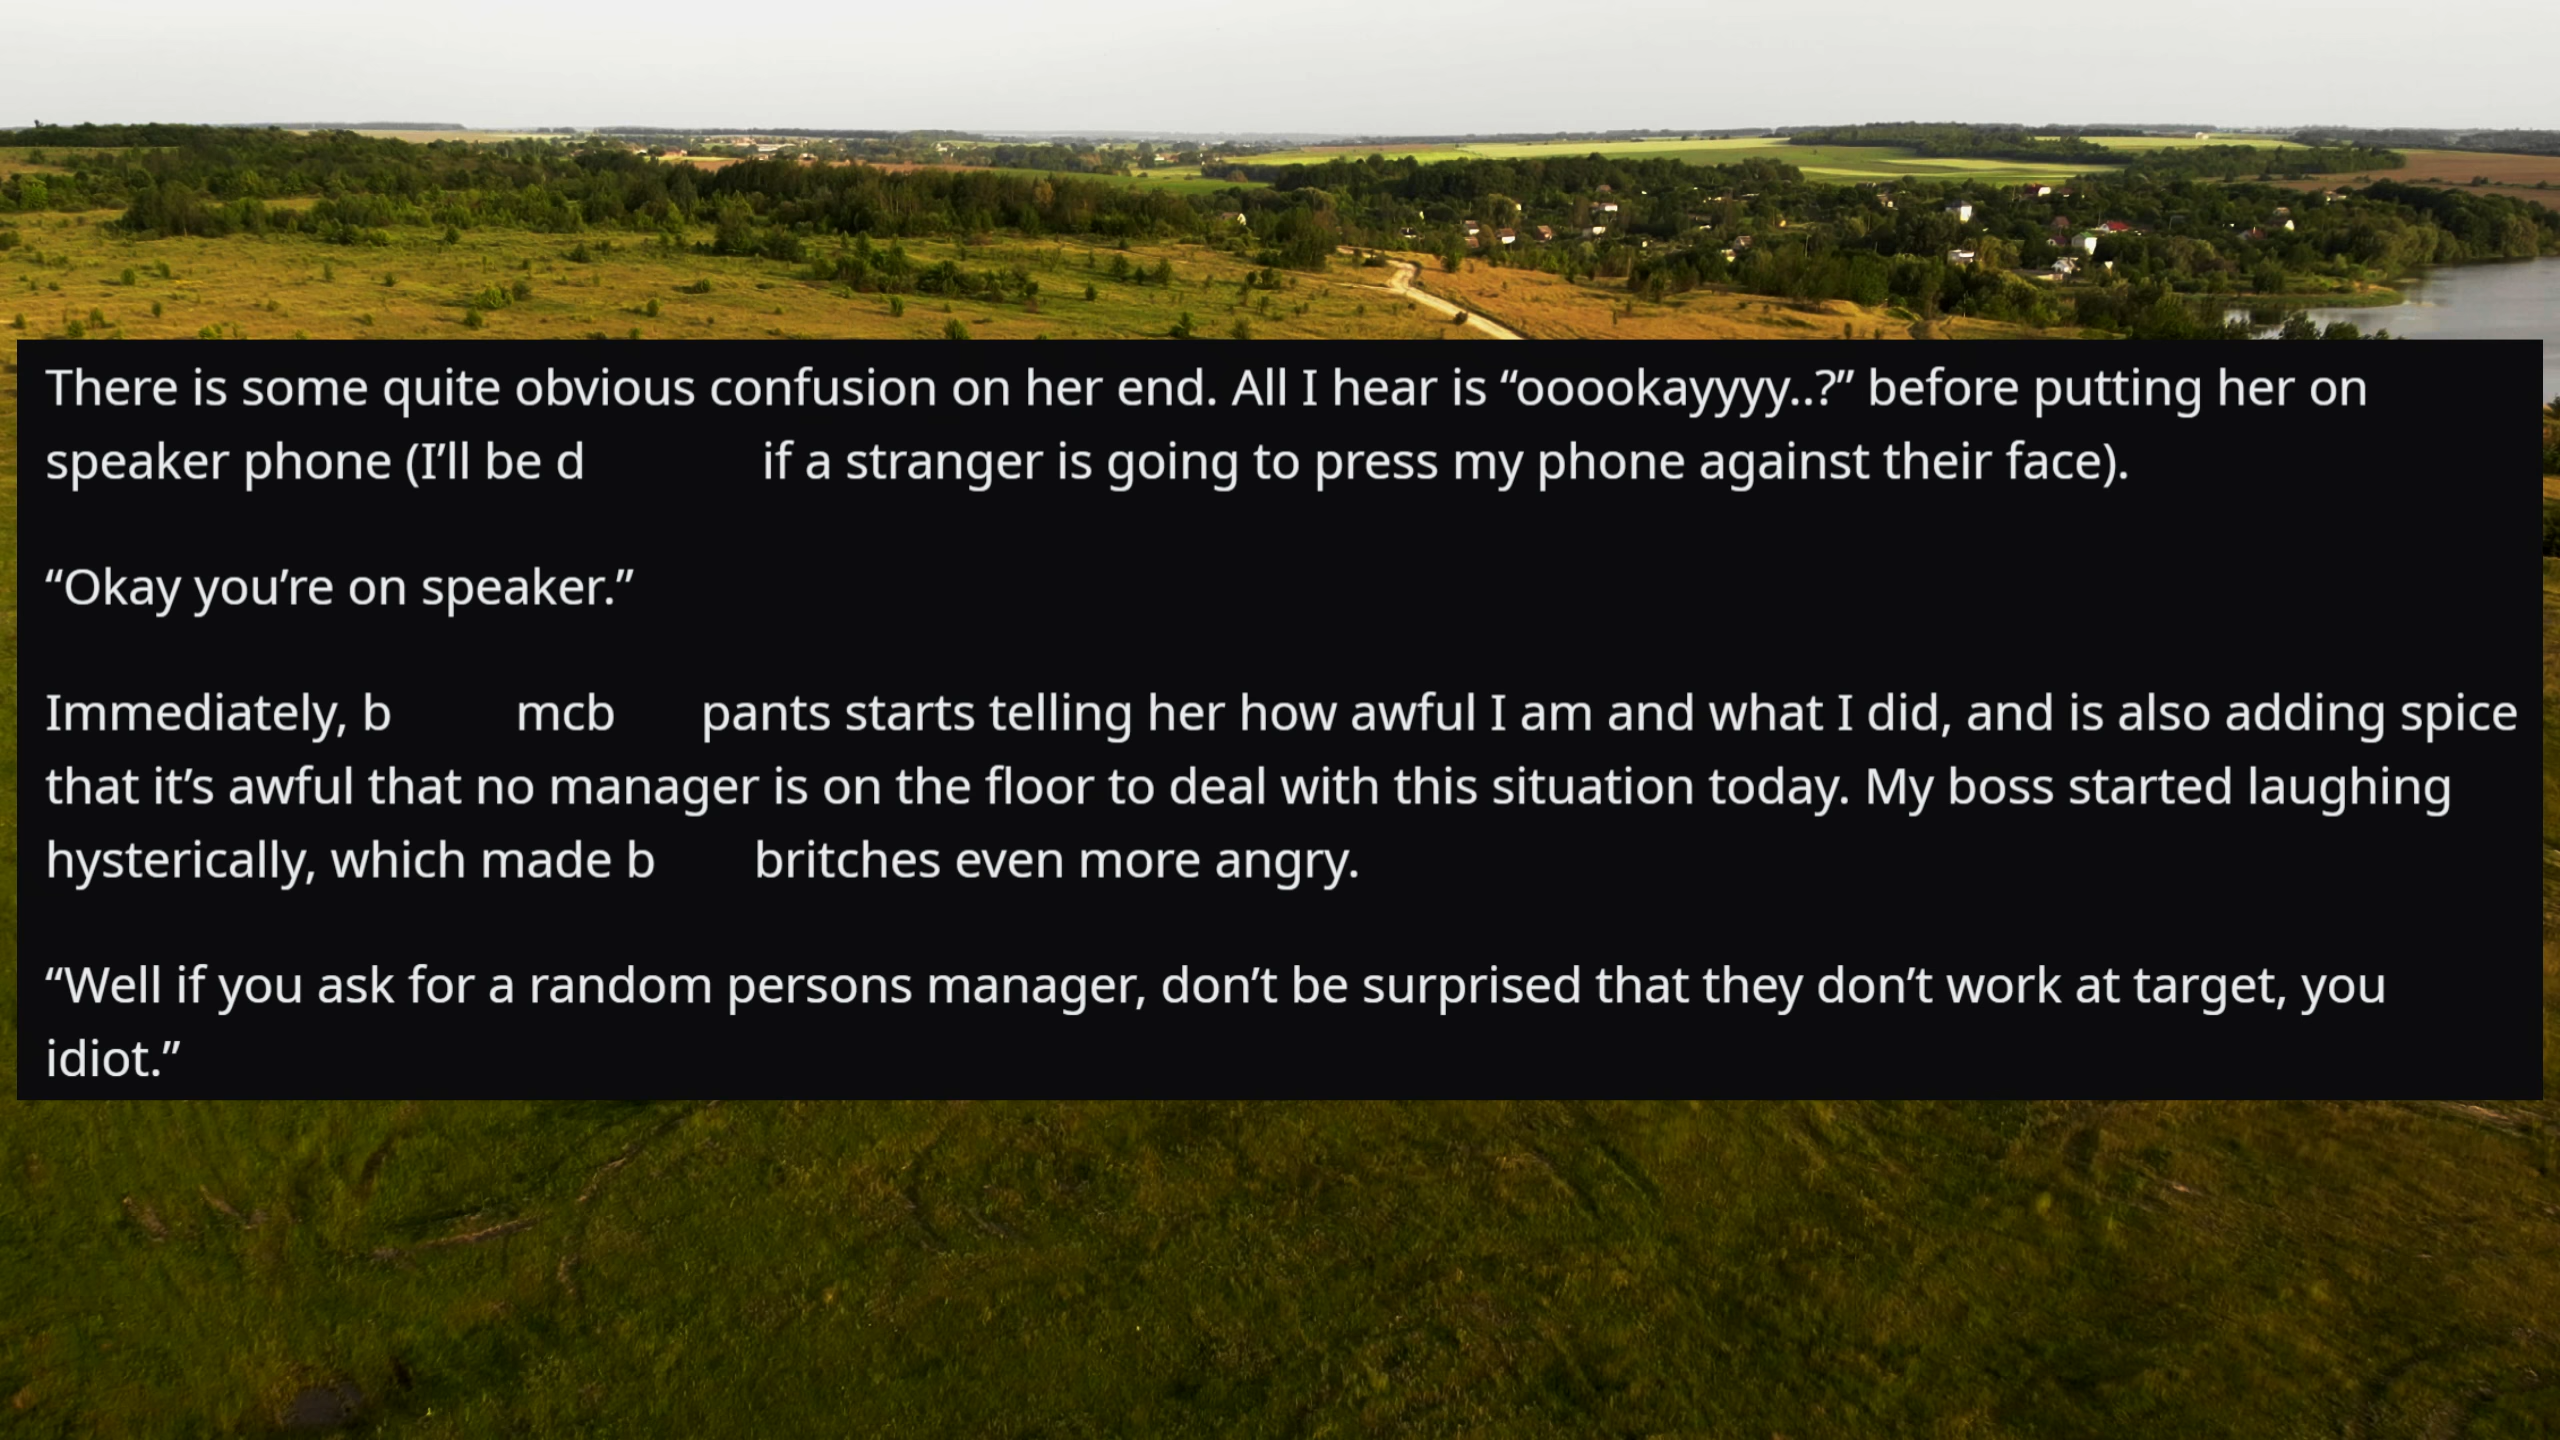 There is some quite obvious confusion on her end. All I hear is “ooookayyyy..?” before putting her on
speaker phone (I’ll be d if a stranger is going to press my phone against their face).
“Okay you’re on speaker.”
Immediately, b mcb pants starts telling her how awful I am and what I did, and is also adding spice
that it’s awful that no manager is on the floor to deal with this situation today. My boss started laughing
hysterically, which made b britches even more angry.
“Well if you ask for a random persons manager, don’t be surprised that they don’t work at target, you
idiot.”